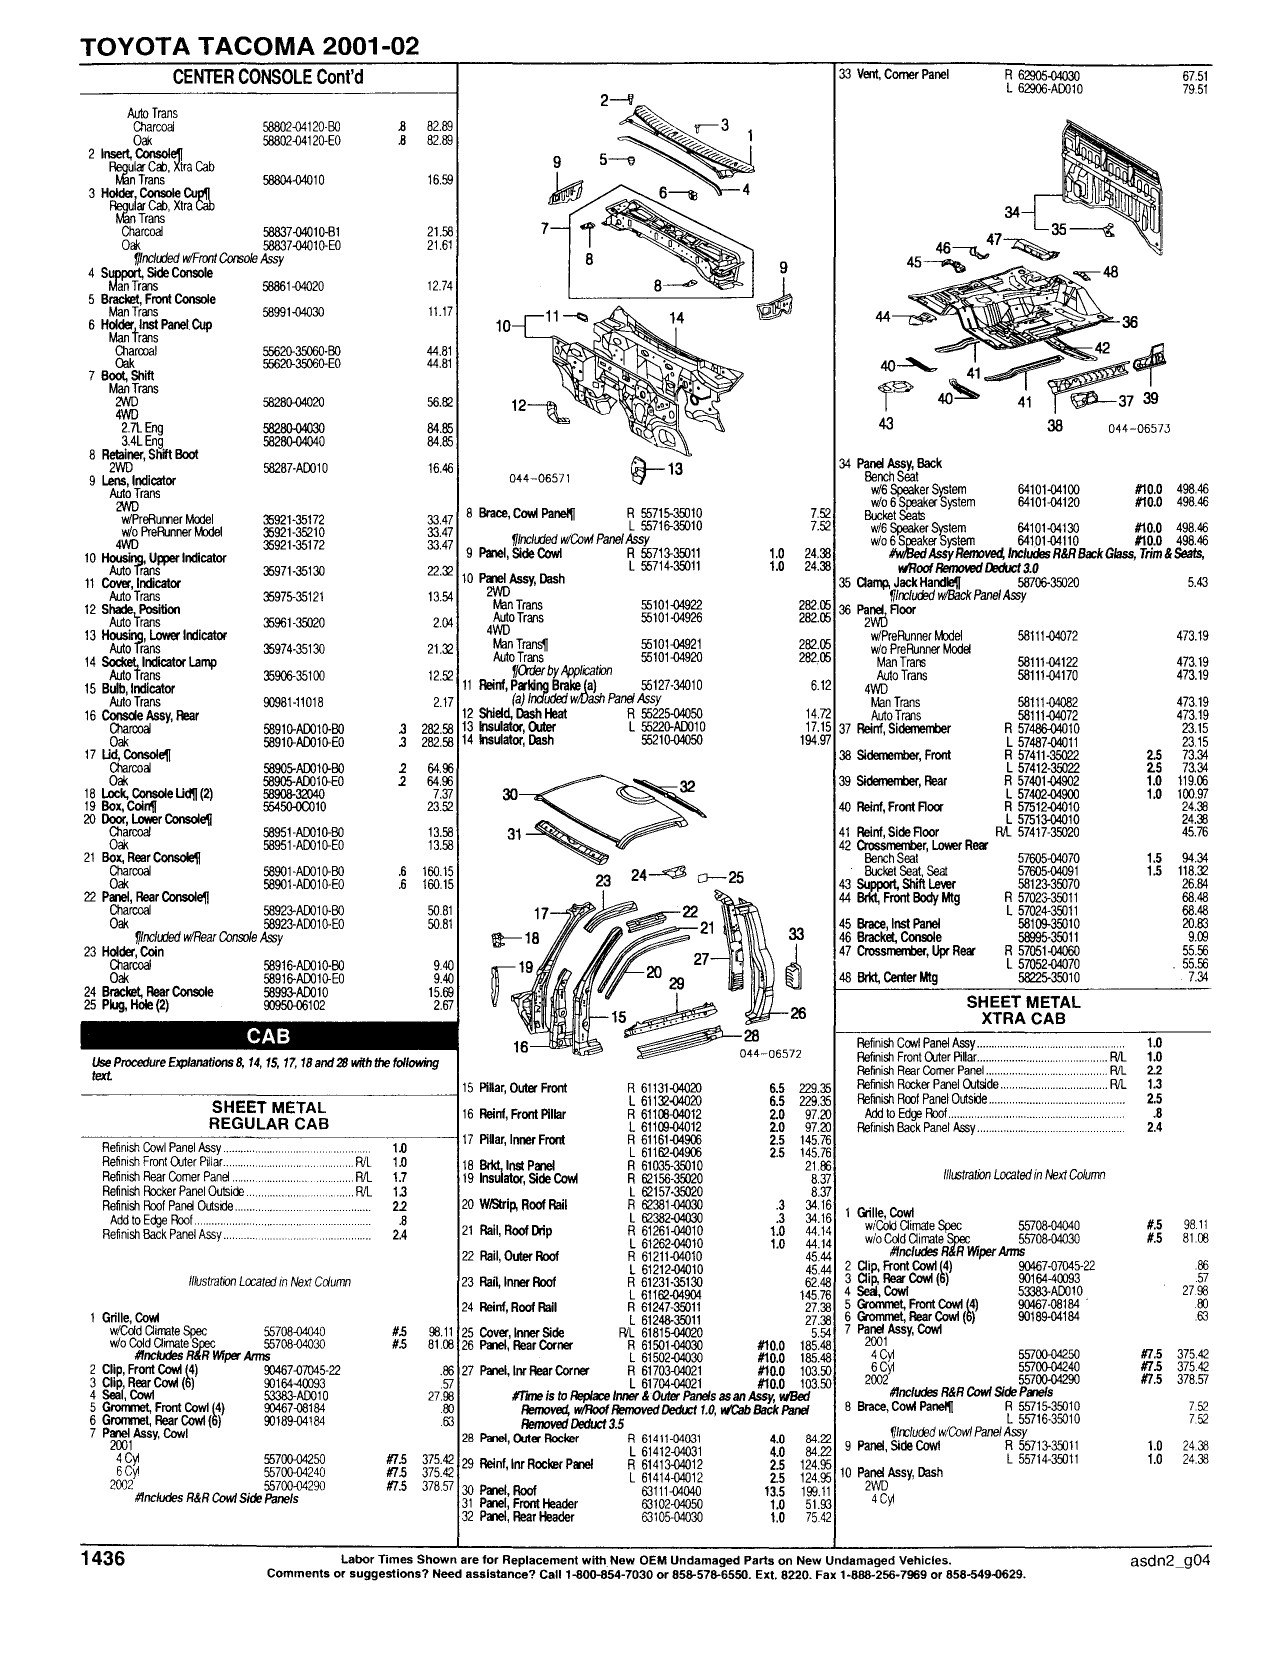 TOYOTA TACOMA 2001-02
CENTER CONSOLE Cont'd
Auto Trans
Charcoal 58802-04120-B0 .8 82.89
Oak 58802-04120-E0 .8 82.89
2 Insert, Console¶
Regular Cab, Xtra Cab
Man Trans 58804-04010 16.59
3 Holder, Console Cup¶
Regular Cab, Xtra Cab
Man Trans
Charcoal 58837-04010-B1 21.58
Oak 58837-04010-E0 21.61
¶Included w/Front Console Assy
4 Support, Side Console
Man Trans 58861-04020 12.74
5 Bracket, Front Console
Man Trans 58991-04030 11.17
6 Holder, Inst Panel Cup
Man Trans
Charcoal 55620-35060-B0 44.81
Oak 55620-35060-E0 44.81
7 Boot, Shift
Man Trans
2WD 58280-04020 56.82
4WD
2.7L Eng 58280-04030 84.85
3.4L Eng 58280-04040 84.85
8 Retainer, Shift Boot
2WD 58287-AD010 16.46
9 Lens, Indicator
Auto Trans
2WD
w/PreRunner Model 35921-35172 33.47
w/o PreRunner Model 35921-35210 33.47
4WD 35921-35172 33.47
10 Housing, Upper Indicator
Auto Trans 35971-35130 22.32
11 Cover, Indicator
Auto Trans 35975-35121 13.54
12 Shade, Position
Auto Trans 35961-35020 2.04
13 Housing, Lower Indicator
Auto Trans 35974-35130 21.32
14 Socket, Indicator Lamp
Auto Trans 35906-35100 12.52
15 Bulb, Indicator
Auto Trans 90981-11018 2.17
16 Console Assy, Rear
Charcoal 58910-AD010-B0 .3 282.58
Oak 58910-AD010-E0 .3 282.58
17 Lid, Console¶
Charcoal 58905-AD010-B0 .2 64.96
Oak 58905-AD010-E0 .2 64.96
18 Lock, Console Lid¶ (2) 58908-32040 7.37
19 Box, Coin¶ 55450-0C010 23.52
20 Door, Lower Console¶
Charcoal 58951-AD010-B0 13.58
Oak 58951-AD010-E0 13.58
21 Box, Rear Console¶
Charcoal 58901-AD010-B0 .6 160.15
Oak 58901-AD010-E0 .6 160.15
22 Panel, Rear Console¶
Charcoal 58923-AD010-B0 50.81
Oak 58923-AD010-E0 50.81
¶Included w/Rear Console Assy
23 Holder, Coin
Charcoal 58916-AD010-B0 9.40
Oak 58916-AD010-E0 9.40
24 Bracket, Rear Console 58993-AD010 15.69
25 Plug, Hole (2) 90950-06102 2.67
CAB
Use Procedure Explanations 8, 14, 15, 17, 18 and 28 with the following
text.
SHEET METAL
REGULAR CAB
Refinish Cowl Panel Assy 1.0
Refinish Front Outer Pillar R/L 1.0
Refinish Rear Corner Panel R/L 1.7
Refinish Rocker Panel Outside R/L 1.3
Refinish Roof Panel Outside 2.2
Add to Edge Roof .8
Refinish Back Panel Assy 2.4
Illustration Located in Next Column
1 Grille, Cowl
w/Cold Climate Spec 55708-04040 #.5 98.11
w/o Cold Climate Spec 55708-04030 #.5 81.08
#Includes R&R Wiper Arms
2 Clip, Front Cowl (4) 90467-07045-22 .86
3 Clip, Rear Cowl (6) 90164-40093 .57
4 Seal, Cowl 53383-AD010 27.98
5 Grommet, Front Cowl (4) 90467-08184 .80
6 Grommet, Rear Cowl (6) 90189-04184 .63
7 Panel Assy, Cowl
2001
4 Cyl 55700-04250 #7.5 375.42
6 Cyl 55700-04240 #7.5 375.42
2002 55700-04290 #7.5 378.57
#Includes R&R Cowl Side Panels
2 3 1
9 5
6 4
7
8
8 9
10 11 14
12
13
044-06571
8 Brace, Cowl Panel¶ R 55715-35010 7.52
L 55716-35010 7.52
¶Included w/Cowl Panel Assy
9 Panel, Side Cowl R 55713-35011 1.0 24.38
L 55714-35011 1.0 24.38
10 Panel Assy, Dash
2WD
Man Trans 55101-04922 282.05
Auto Trans 55101-04926 282.05
4WD
Man Trans¶ 55101-04921 282.05
Auto Trans 55101-04920 282.05
¶Order by Application
11 Reinf, Parking Brake (a) 55127-34010 6.12
(a) Included w/Dash Panel Assy
12 Shield, Dash Heat R 55225-04050 14.72
13 Insulator, Outer L 55220-AD010 17.15
14 Insulator, Dash 55210-04050 194.97
30 32
31
23 24 25
17 22
18 21 33
19 20 27
29
15 26
16 28
044-06572
15 Pillar, Outer Front R 61131-04020 6.5 229.35
L 61132-04020 6.5 229.35
16 Reinf, Front Pillar R 61108-04012 2.0 97.20
L 61109-04012 2.0 97.20
17 Pillar, Inner Front R 61161-04906 2.5 145.76
L 61162-04906 2.5 145.76
18 Brkt, Inst Panel R 61035-35010 21.86
19 Insulator, Side Cowl R 62156-35020 8.37
L 62157-35020 8.37
20 W/Strip, Roof Rail R 62381-04030 .3 34.16
L 62382-04030 .3 34.16
21 Rail, Roof Drip R 61261-04010 1.0 44.14
L 61262-04010 1.0 44.14
22 Rail, Outer Roof R 61211-04010 45.44
L 61212-04010 45.44
23 Rail, Inner Roof R 61231-35130 62.48
L 61162-04904 145.76
24 Reinf, Roof Rail R 61247-35011 27.38
L 61248-35011 27.38
25 Cover, Inner Side R/L 61815-04020 5.54
26 Panel, Rear Corner R 61501-04030 #10.0 185.48
L 61502-04030 #10.0 185.48
27 Panel, Inr Rear Corner R 61703-04021 #10.0 103.50
L 61704-04021 #10.0 103.50
#Time is to Replace Inner & Outer Panels as an Assy, w/Bed
Removed, w/Roof Removed Deduct 1.0, w/Cab Back Panel
Removed Deduct 3.5
28 Panel, Outer Rocker R 61411-04031 4.0 84.22
L 61412-04031 4.0 84.22
29 Reinf, Inr Rocker Panel R 61413-04012 2.5 124.95
L 61414-04012 2.5 124.95
30 Panel, Roof 63111-04040 13.5 199.11
31 Panel, Front Header 63102-04050 1.0 51.93
32 Panel, Rear Header 63105-04030 1.0 75.42
33 Vent, Corner Panel R 62905-04030 67.51
L 62906-AD010 79.51
34 35
46 47
45 48
44 36
42
40 41
40 41 37 39
43 38
044-06573
34 Panel Assy, Back
Bench Seat
w/6 Speaker System 64101-04100 #10.0 498.46
w/o 6 Speaker System 64101-04120 #10.0 498.46
Bucket Seats
w/6 Speaker System 64101-04130 #10.0 498.46
w/o 6 Speaker System 64101-04110 #10.0 498.46
#w/Bed Assy Removed, Includes R&R Back Glass, Trim & Seats,
w/Roof Removed Deduct 3.0
35 Clamp, Jack Handle¶ 58706-35020 5.43
¶Included w/Back Panel Assy
36 Panel, Floor
2WD
w/PreRunner Model 58111-04072 473.19
w/o PreRunner Model
Man Trans 58111-04122 473.19
Auto Trans 58111-04170 473.19
4WD
Man Trans 58111-04082 473.19
Auto Trans 58111-04072 473.19
37 Reinf, Sidemember R 57486-04010 23.15
L 57487-04011 23.15
38 Sidemember, Front R 57411-35022 2.5 73.34
L 57412-35022 2.5 73.34
39 Sidemember, Rear R 57401-04902 1.0 119.06
L 57402-04900 1.0 100.97
40 Reinf, Front Floor R 57512-04010 24.38
L 57513-04010 24.38
41 Reinf, Side Floor R/L 57417-35020 45.76
42 Crossmember, Lower Rear
Bench Seat 57605-04070 1.5 94.34
Bucket Seat, Seat 57605-04091 1.5 118.32
43 Support, Shift Lever 58123-35070 26.84
44 Brkt, Front Body Mtg R 57023-35011 68.48
L 57024-35011 68.48
45 Brace, Inst Panel 58109-35010 20.83
46 Bracket, Console 58995-35011 9.09
47 Crossmember, Upr Rear R 57051-04060 55.56
L 57052-04070 55.56
48 Brkt, Center Mtg 58225-35010 7.34
SHEET METAL
XTRA CAB
Refinish Cowl Panel Assy 1.0
Refinish Front Outer Pillar R/L 1.0
Refinish Rear Corner Panel R/L 2.2
Refinish Rocker Panel Outside R/L 1.3
Refinish Roof Panel Outside 2.5
Add to Edge Roof .8
Refinish Back Panel Assy 2.4
Illustration Located in Next Column
1 Grille, Cowl
w/Cold Climate Spec 55708-04040 #.5 98.11
w/o Cold Climate Spec 55708-04030 #.5 81.08
#Includes R&R Wiper Arms
2 Clip, Front Cowl (4) 90467-07045-22 .86
3 Clip, Rear Cowl (6) 90164-40093 .57
4 Seal, Cowl 53383-AD010 27.98
5 Grommet, Front Cowl (4) 90467-08184 .80
6 Grommet, Rear Cowl (6) 90189-04184 .63
7 Panel Assy, Cowl
2001
4 Cyl 55700-04250 #7.5 375.42
6 Cyl 55700-04240 #7.5 375.42
2002 55700-04290 #7.5 378.57
#Includes R&R Cowl Side Panels
8 Brace, Cowl Panel¶ R 55715-35010 7.52
L 55716-35010 7.52
¶Included w/Cowl Panel Assy
9 Panel, Side Cowl R 55713-35011 1.0 24.38
L 55714-35011 1.0 24.38
10 Panel Assy, Dash
2WD
4 Cyl
1436
Labor Times Shown are for Replacement with New OEM Undamaged Parts on New Undamaged Vehicles.
Comments or suggestions? Need assistance? Call 1-800-854-7030 or 858-578-6550. Ext. 8220. Fax 1-888-256-7969 or 858-549-0629.
asdn2_g04